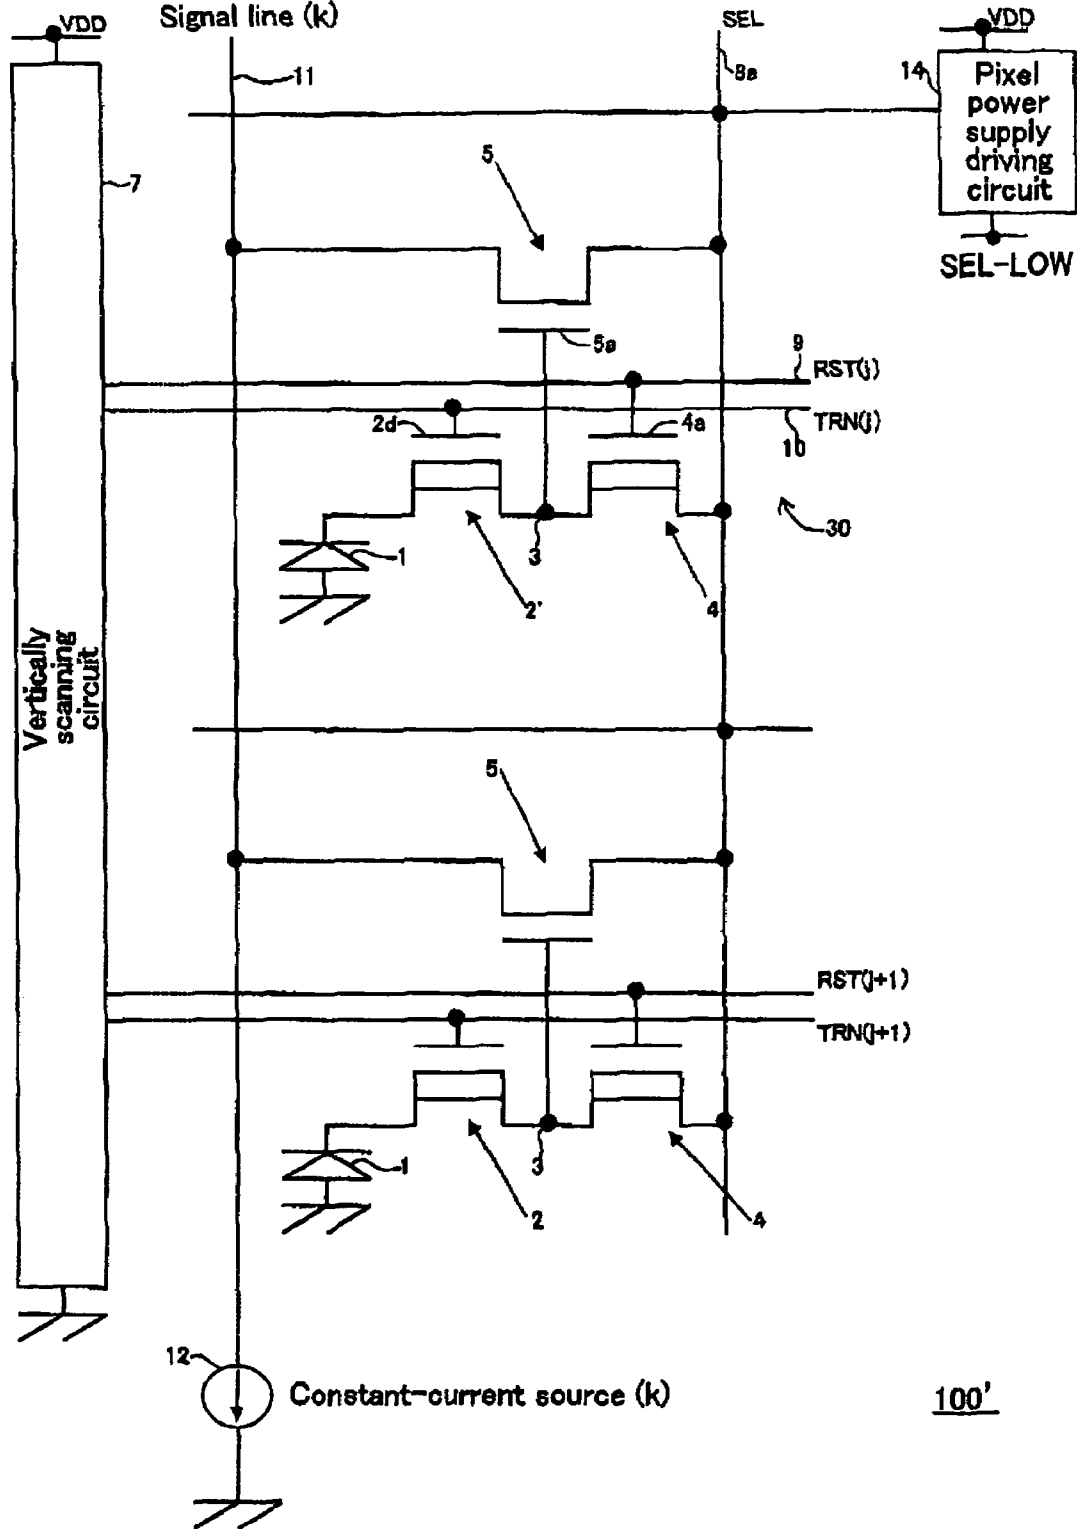 VDD
Signal line (k)
SEL
VDD
11
8a
14
Pixel
power
supply
driving
circuit
5
7
SEL-LOW
5a
9
RST(j)
2d
4a
TRN(j)
10
30
1
3
2'
4
Vertically
scanning
circuit
5
RST(j+1)
TRN(j+1)
1
3
2
4
12
Constant-current source (k)
100'